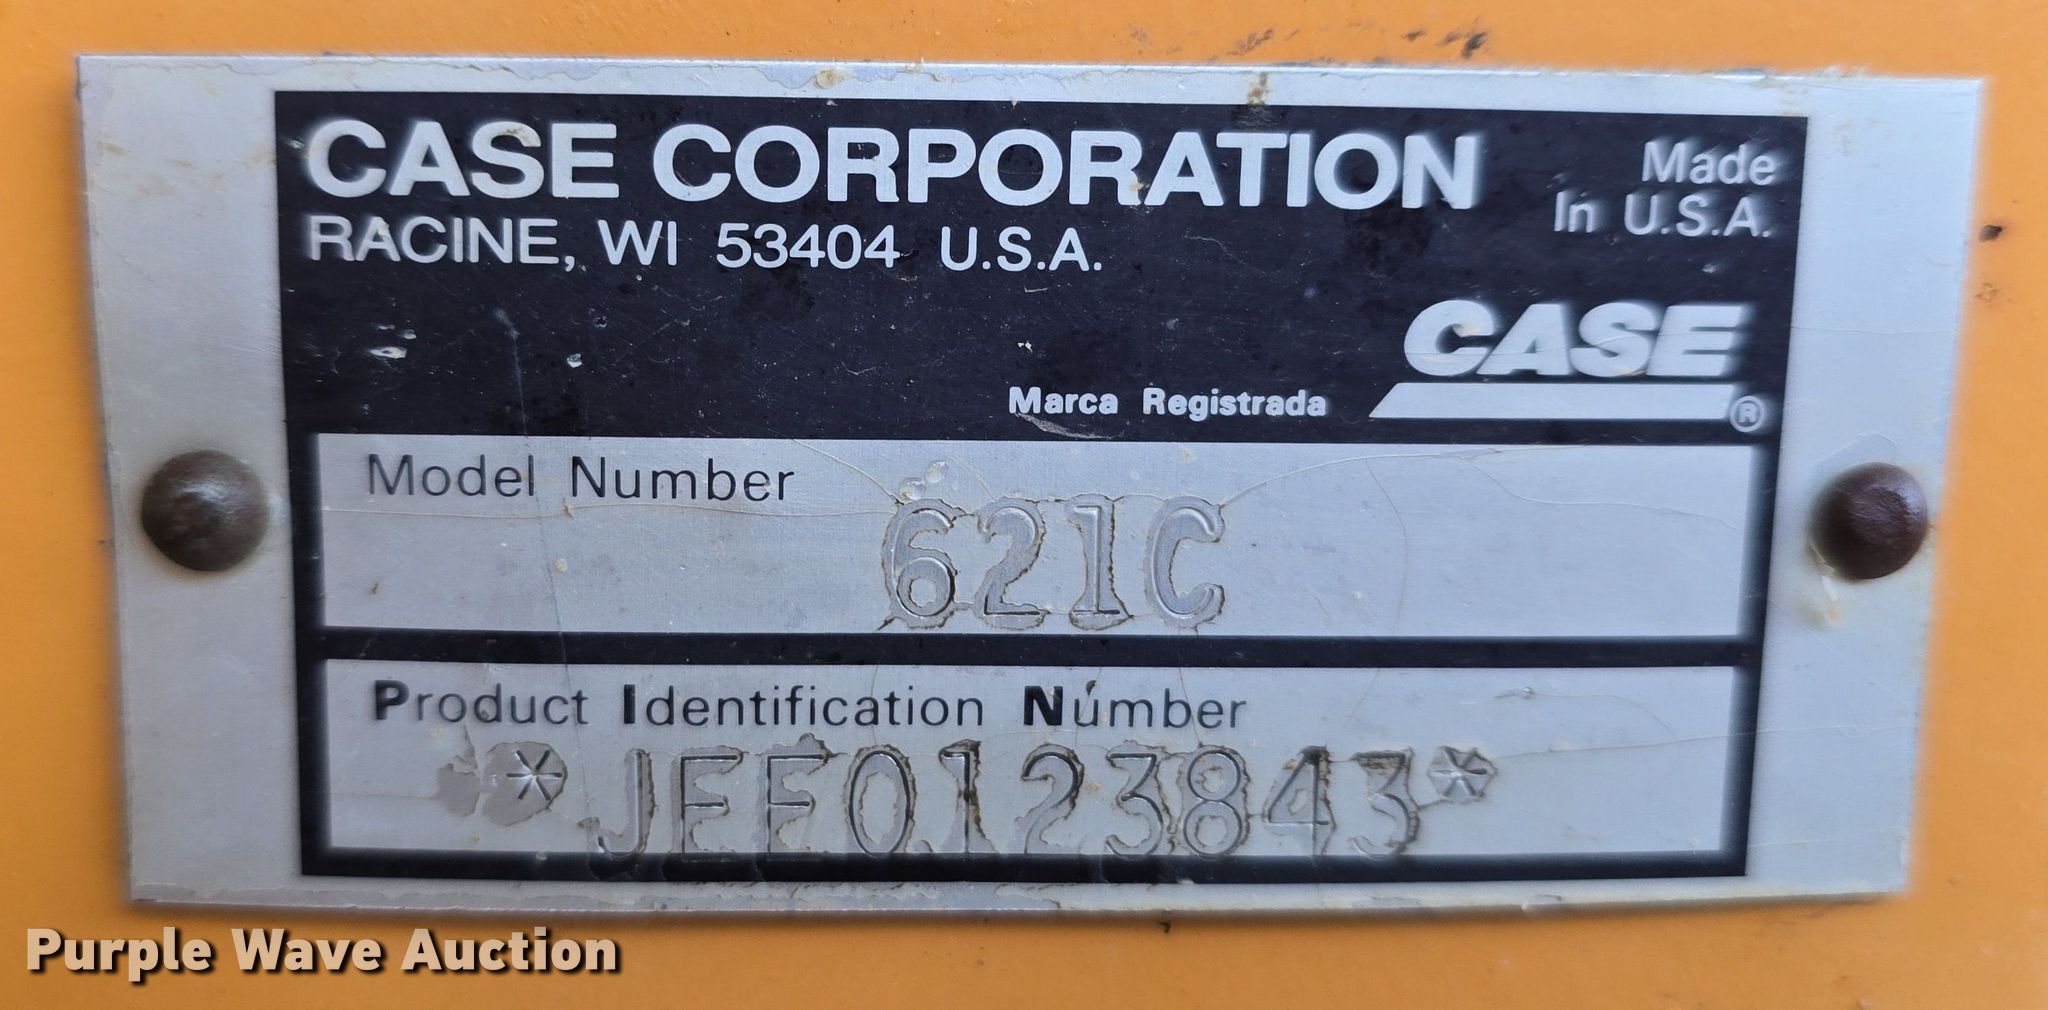 CASE CORPORATION
Made
In U.S.A.
RACINE, WI 53404 U.S.A.
CASE
Marca Registrada ®
Model Number
621C
Product Identification Number
*JEE0123843*
Purple Wave Auction